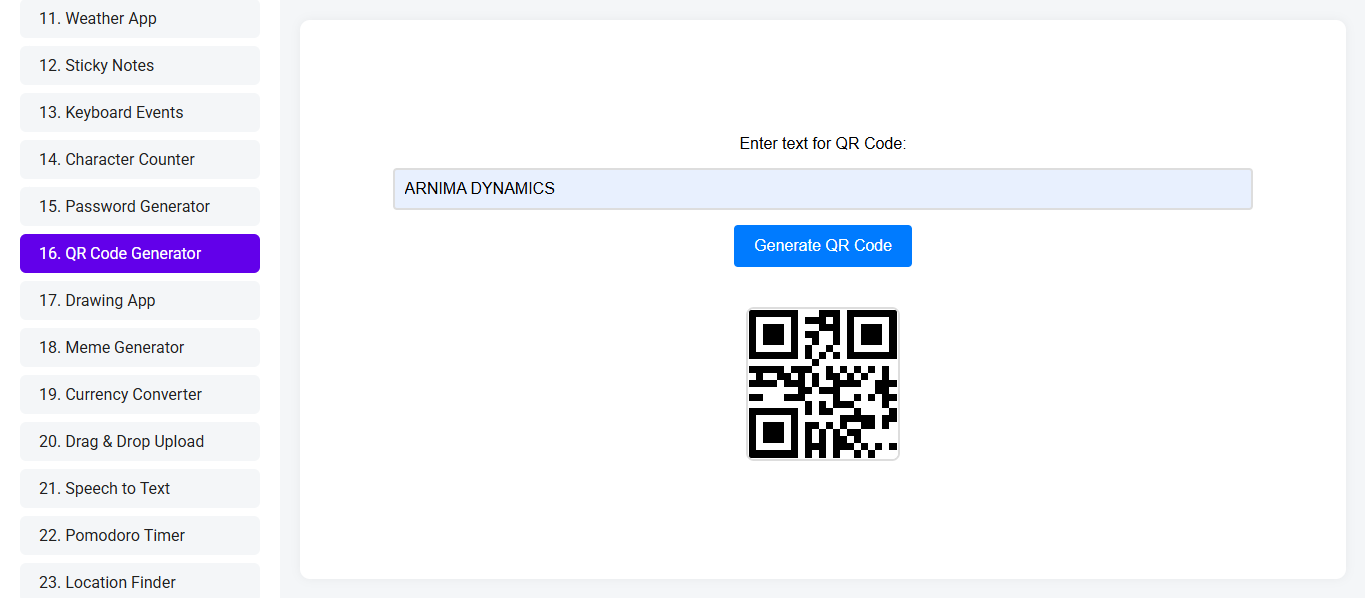 11. Weather App
12. Sticky Notes
13. Keyboard Events
14. Character Counter
15. Password Generator
16. QR Code Generator
17. Drawing App
18. Meme Generator
19. Currency Converter
20. Drag & Drop Upload
21. Speech to Text
22. Pomodoro Timer
23. Location Finder
Enter text for QR Code:
ARNIMA DYNAMICS
Generate QR Code